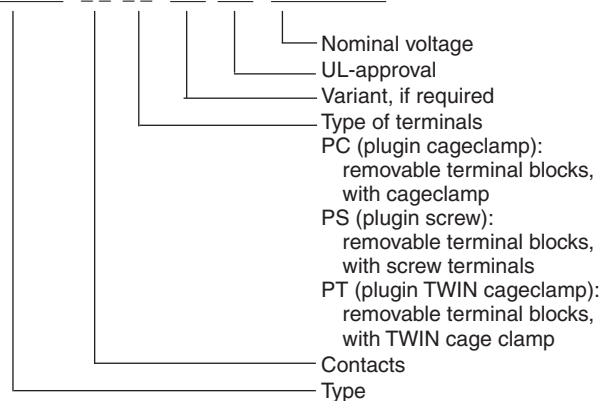 Nominal voltage
UL-approval
Variant, if required
Type of terminals
PC (plugin cageclamp):
removable terminal blocks,
with cageclamp
PS (plugin screw):
removable terminal blocks,
with screw terminals
PT (plugin TWIN cageclamp):
removable terminal blocks,
with TWIN cage clamp
Contacts
Type